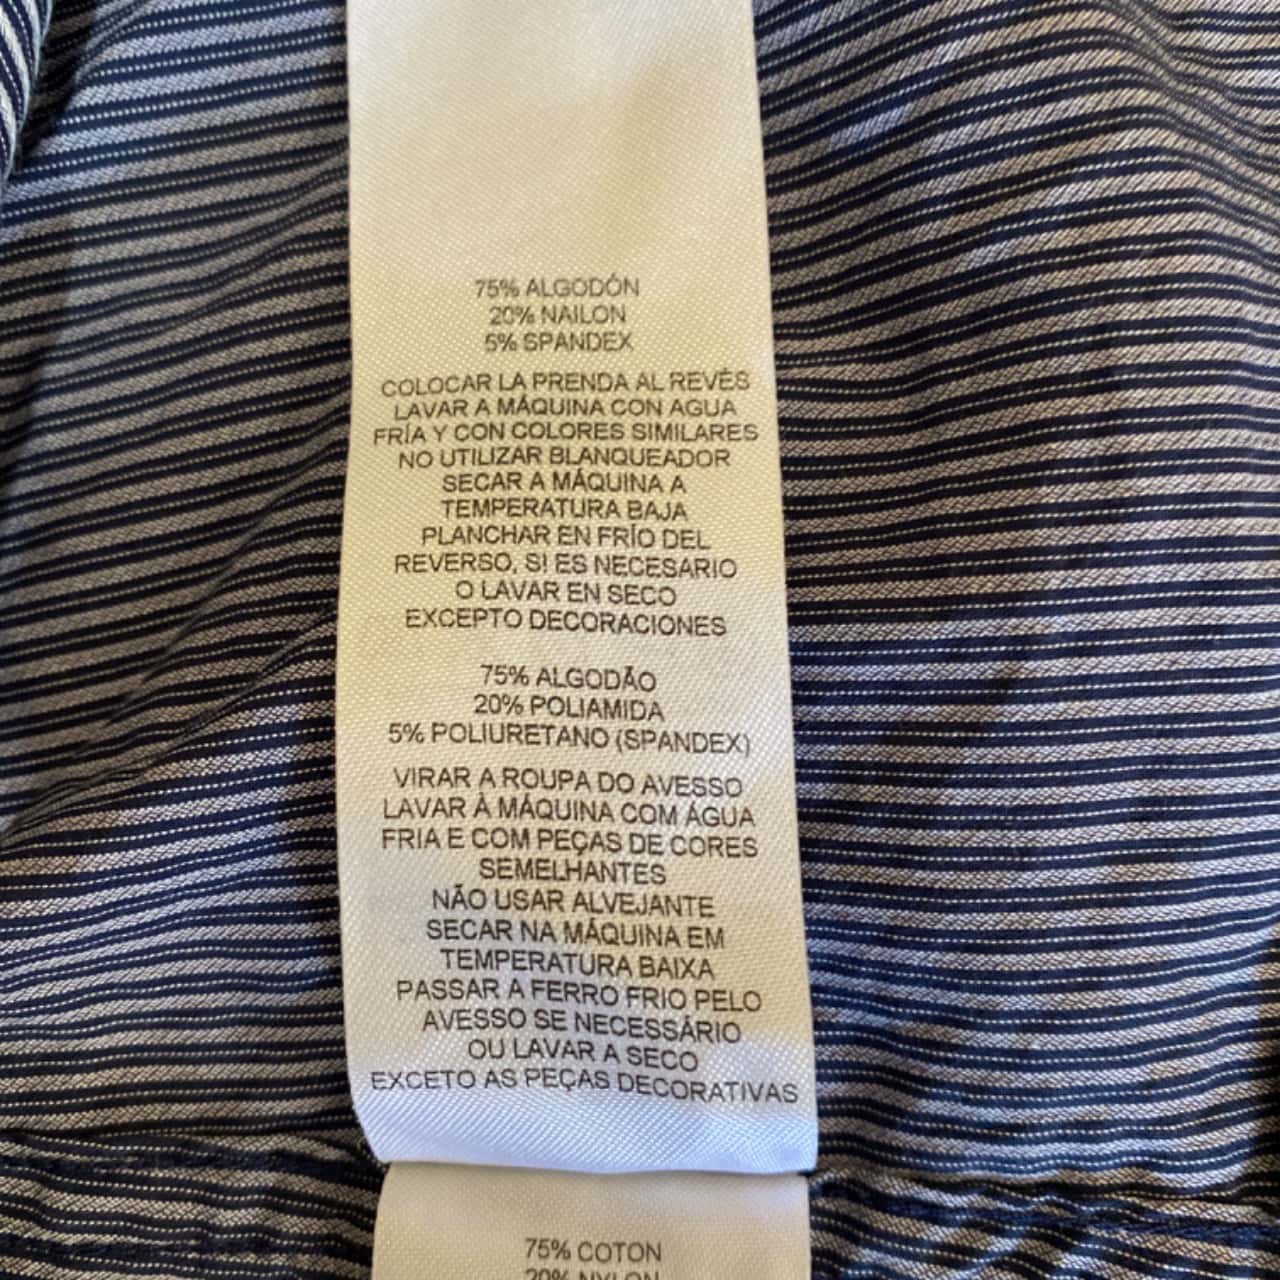 75% ALGODÓN
20% NAILON
5% SPANDEX
COLOCAR LA PRENDA AL REVÉS
LAVAR A MÁQUINA CON AGUA
FRÍA Y CON COLORES SIMILARES
NO UTILIZAR BLANQUEADOR
SECAR A MÁQUINA A
TEMPERATURA BAJA
PLANCHAR EN FRÍO DEL
REVERSO, SI ES NECESARIO
O LAVAR EN SECO
EXCEPTO DECORACIONES
75% ALGODÃO
20% POLIAMIDA
5% POLIURETANO (SPANDEX)
VIRAR A ROUPA DO AVESSO
LAVAR À MÁQUINA COM ÁGUA
FRIA E COM PEÇAS DE CORES
SEMELHANTES
NÃO USAR ALVEJANTE
SECAR NA MÁQUINA EM
TEMPERATURA BAIXA
PASSAR A FERRO FRIO PELO
AVESSO SE NECESSÁRIO
OU LAVAR A SECO
EXCETO AS PEÇAS DECORATIVAS
75% COTON
20% NYLON